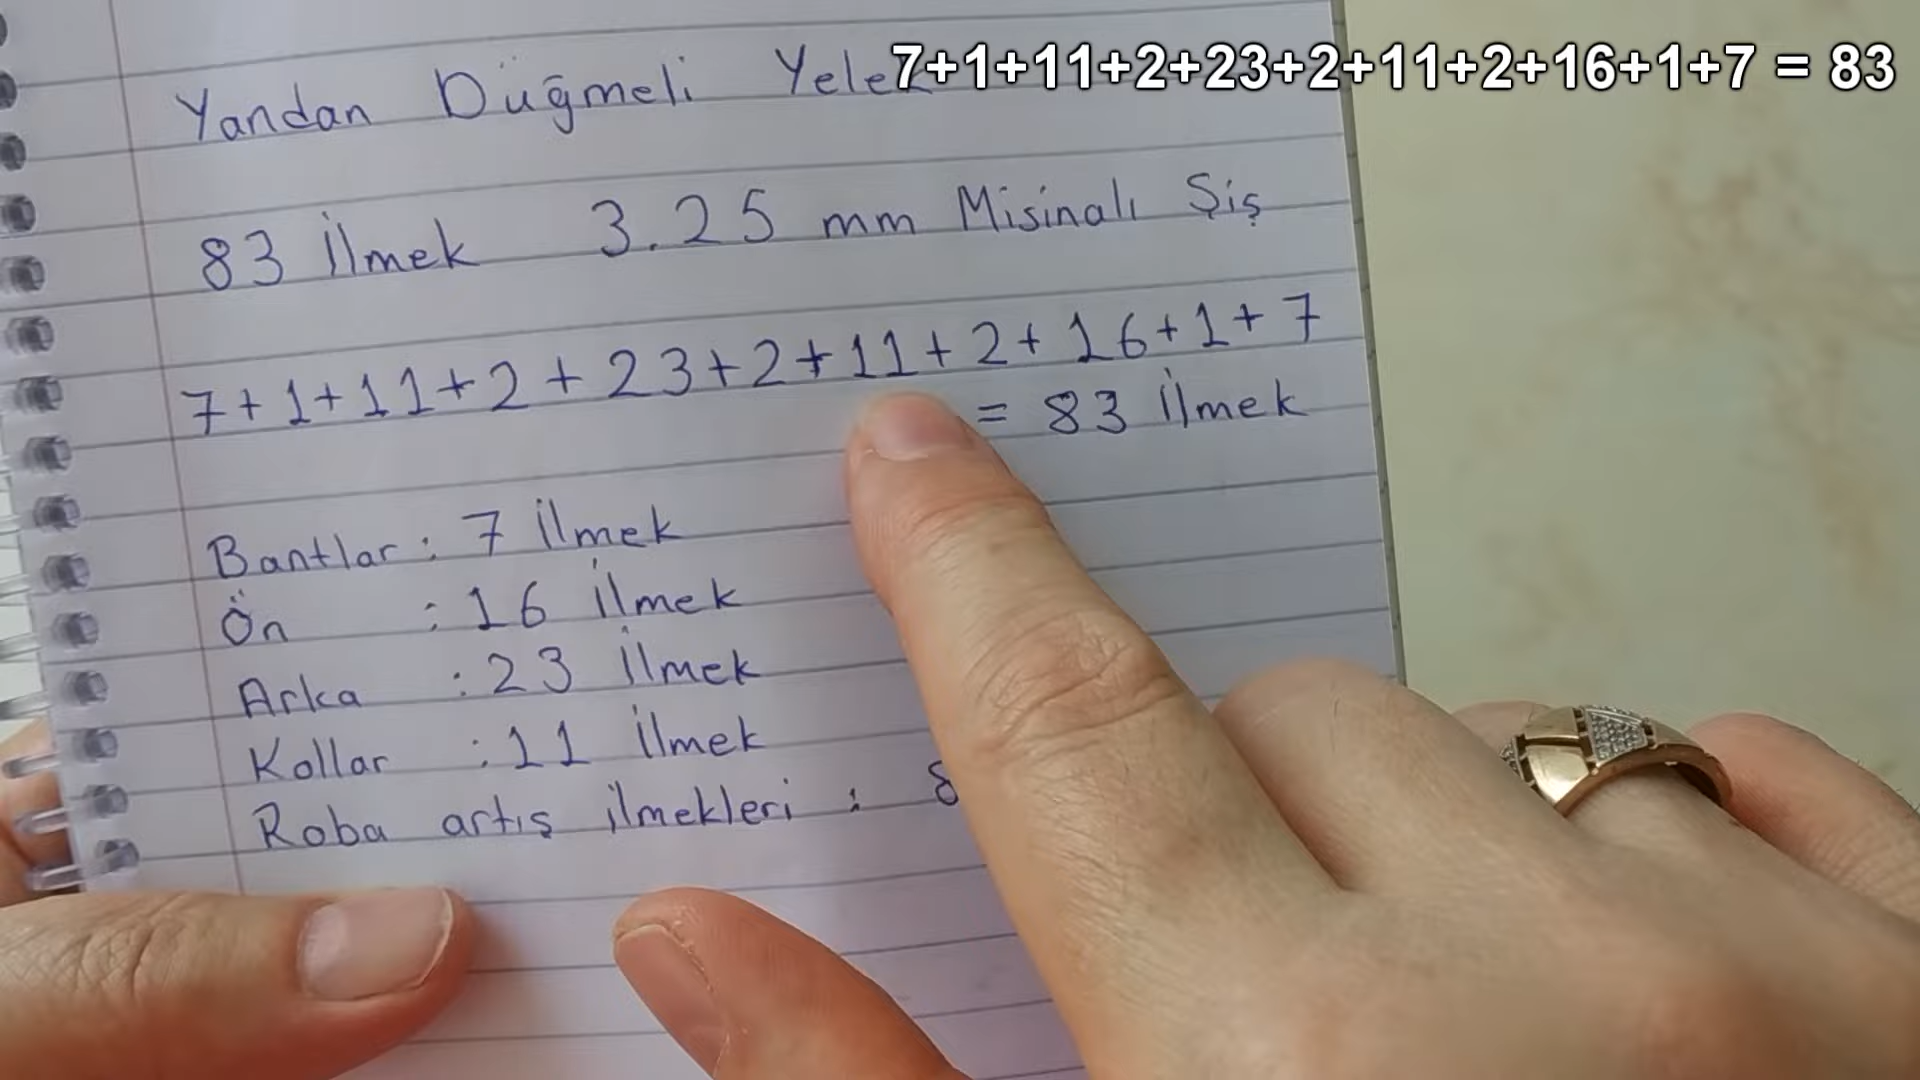 7+1+11+2+23+2+11+2+16+1+7 = 83
Yandan Düğmeli Yelek
83 İlmek 3.25 mm Misinalı Şiş
7+1+11+2+23+2+11+2+16+1+7
= 83 İlmek
Bantlar : 7 İlmek
Ön : 16 İlmek
Arka : 23 İlmek
Kollar : 11 İlmek
Roba artış ilmekleri : 8